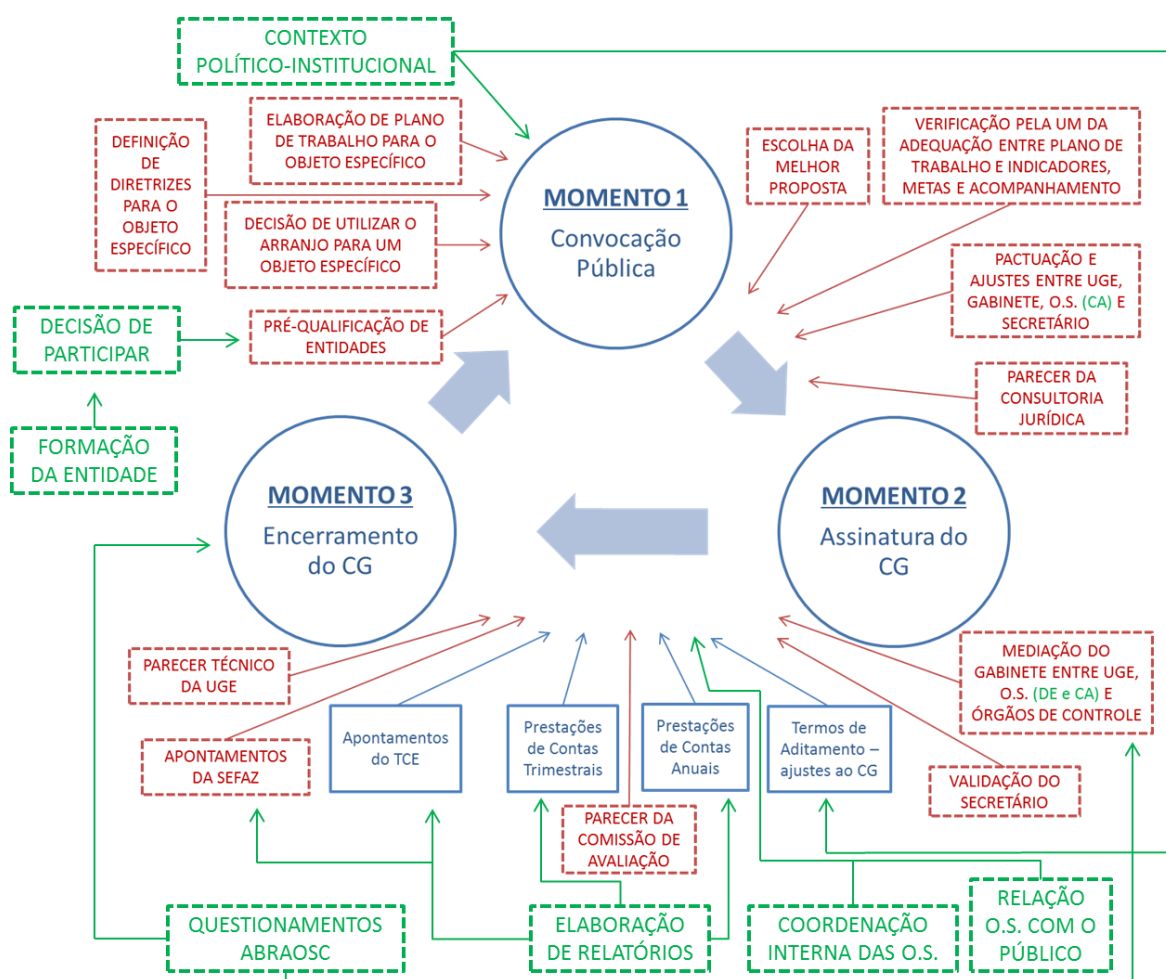 CONTEXTO
POLÍTICO-INSTITUCIONAL
ELABORAÇÃO DE PLANO
DE TRABALHO PARA O
OBJETO ESPECÍFICO
DEFINIÇÃO
DE
DIRETRIZES
PARA O
OBJETO
ESPECÍFICO
DECISÃO DE UTILIZAR O
ARRANJO PARA UM
OBJETO ESPECÍFICO
PRÉ-QUALIFICAÇÃO DE
ENTIDADES
DECISÃO DE
PARTICIPAR
FORMAÇÃO
DA ENTIDADE
MOMENTO 1
Convocação
Pública
ESCOLHA DA
MELHOR
PROPOSTA
VERIFICAÇÃO PELA UM DA
ADEQUAÇÃO ENTRE PLANO DE
TRABALHO E INDICADORES,
METAS E ACOMPANHAMENTO
PACTUAÇÃO E
AJUSTES ENTRE UGE,
GABINETE, O.S. (CA) E
SECRETÁRIO
PARECER DA
CONSULTORIA
JURÍDICA
MOMENTO 3
Encerramento
do CG
MOMENTO 2
Assinatura do
CG
PARECER TÉCNICO
DA UGE
APONTAMENTOS
DA SEFAZ
Apontamentos
do TCE
Prestações
de Contas
Trimestrais
PARECER DA
COMISSÃO DE
AVALIAÇÃO
Prestações
de Contas
Anuais
Termos de
Aditamento –
ajustes ao CG
MEDIAÇÃO DO
GABINETE ENTRE UGE,
O.S. (DE e CA) E
ÓRGÃOS DE CONTROLE
VALIDAÇÃO DO
SECRETÁRIO
QUESTIONAMENTOS
ABRAOSC
ELABORAÇÃO
DE RELATÓRIOS
COORDENAÇÃO
INTERNA DAS O.S.
RELAÇÃO
O.S. COM O
PÚBLICO